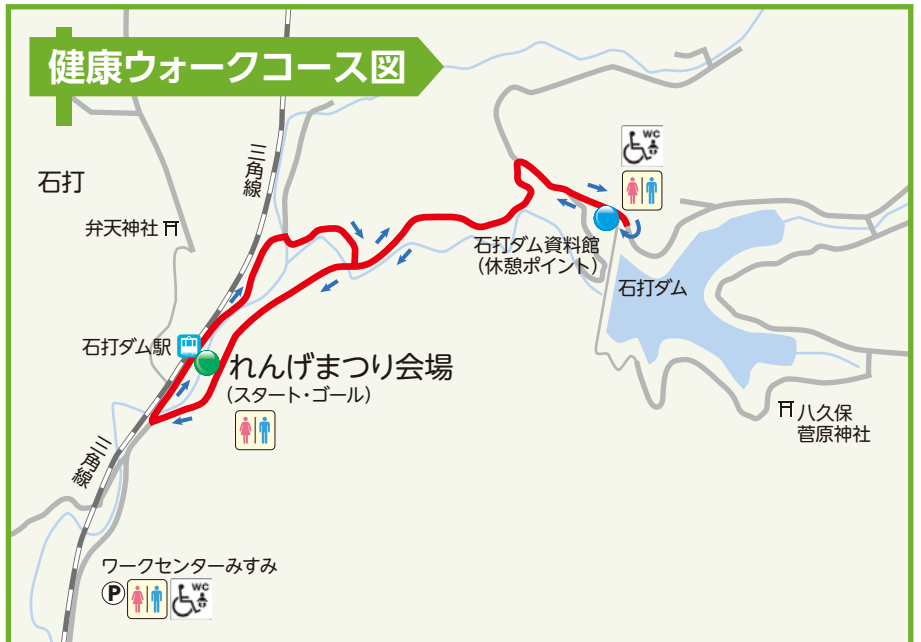 健康ウォークコース図
三角線
石打
弁天神社
WC
石打ダム資料館
(休憩ポイント)
石打ダム
石打ダム駅
れんげまつり会場
(スタート・ゴール)
八久保
菅原神社
三角線
ワークセンターみすみ
P
WC